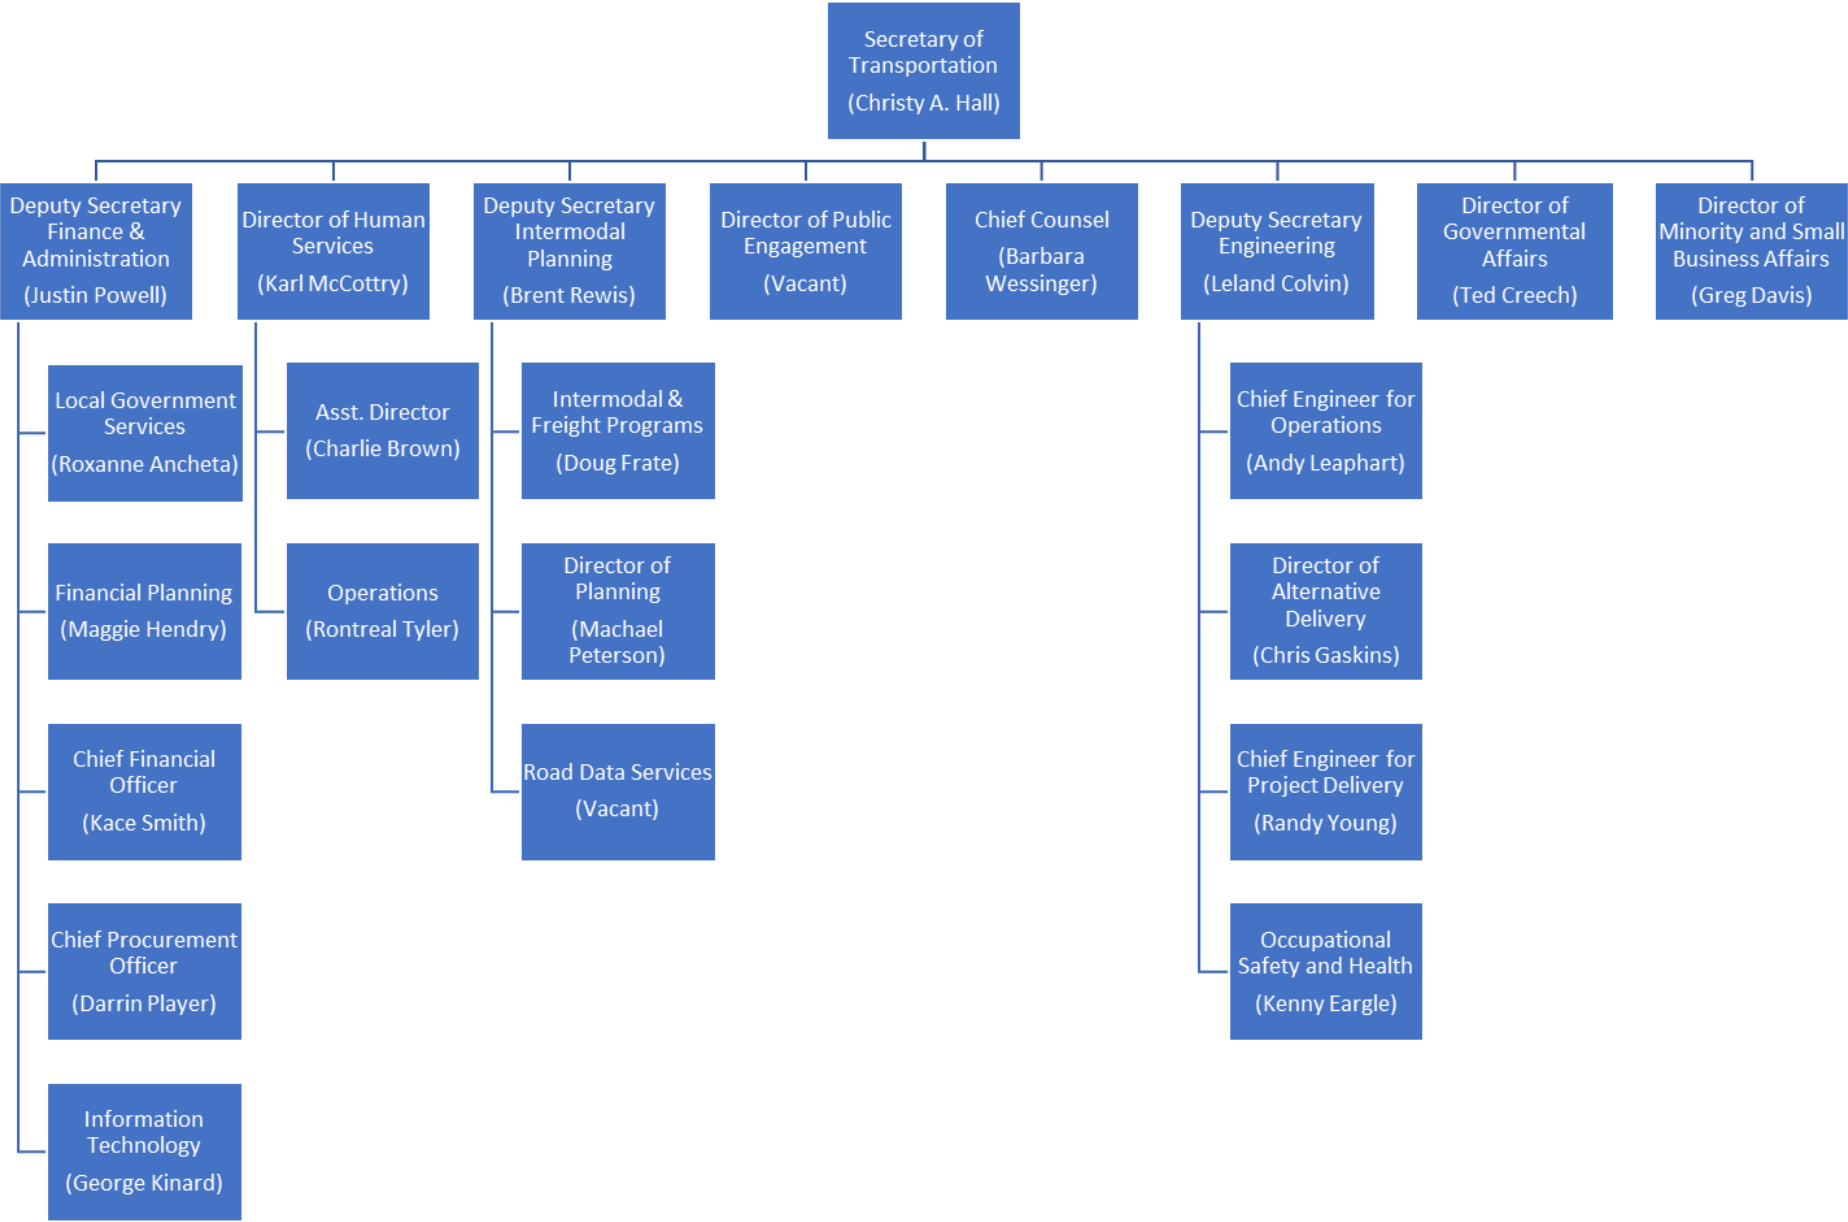 Secretary of
Transportation
(Christy A. Hall)
Deputy Secretary
Finance &
Administration
(Justin Powell)
Director of Human
Services
(Karl McCottry)
Deputy Secretary
Intermodal
Planning
(Brent Rewis)
Director of Public
Engagement
(Vacant)
Chief Counsel
(Barbara
Wessinger)
Deputy Secretary
Engineering
(Leland Colvin)
Director of
Governmental
Affairs
(Ted Creech)
Director of
Minority and Small
Business Affairs
(Greg Davis)
Local Government
Services
(Roxanne Ancheta)
Financial Planning
(Maggie Hendry)
Chief Financial
Officer
(Kace Smith)
Chief Procurement
Officer
(Darrin Player)
Information
Technology
(George Kinard)
Asst. Director
(Charlie Brown)
Operations
(Rontreal Tyler)
Intermodal &
Freight Programs
(Doug Frate)
Director of
Planning
(Machael
Peterson)
Road Data Services
(Vacant)
Chief Engineer for
Operations
(Andy Leaphart)
Director of
Alternative
Delivery
(Chris Gaskins)
Chief Engineer for
Project Delivery
(Randy Young)
Occupational
Safety and Health
(Kenny Eargle)